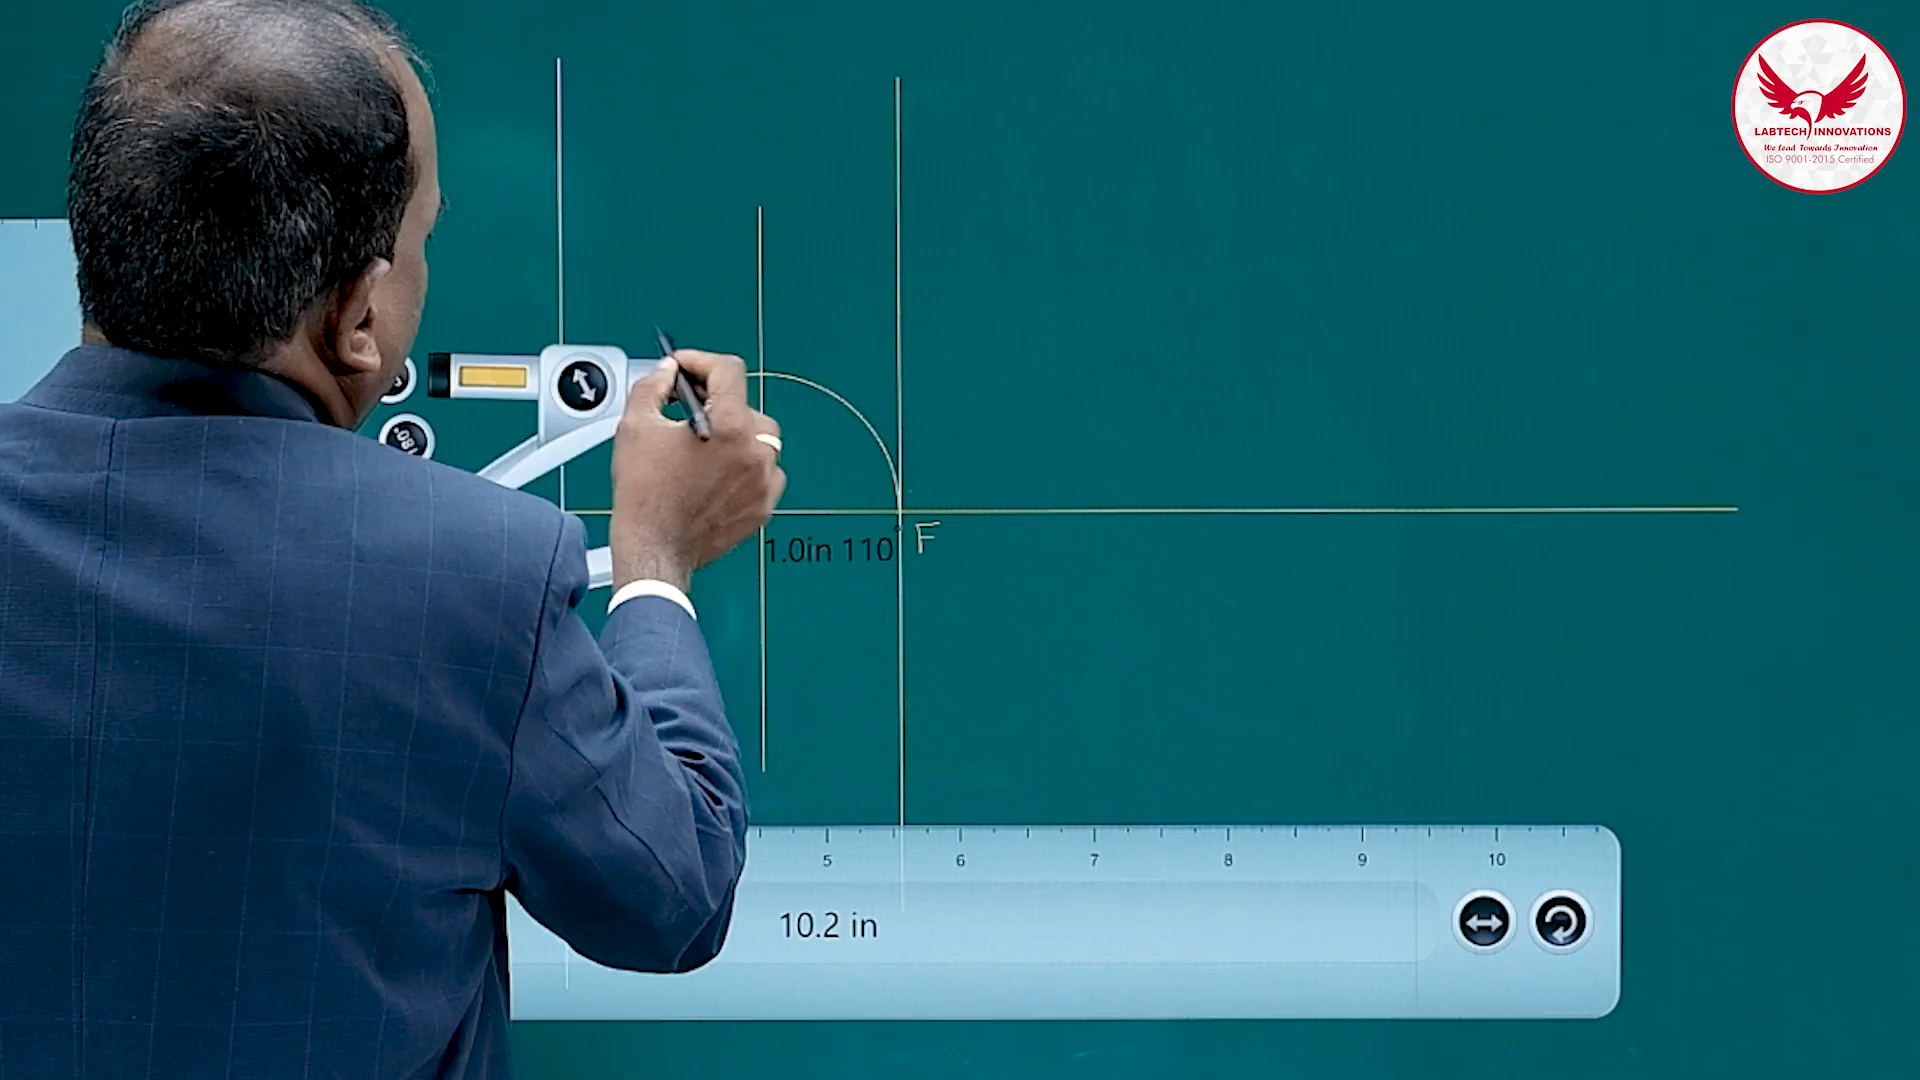 LABTECH INNOVATIONS
We lead Towards Innovation
ISO 9001-2015 Certified
180°
1.0in 110
F
5 6 7 8 9 10
10.2 in